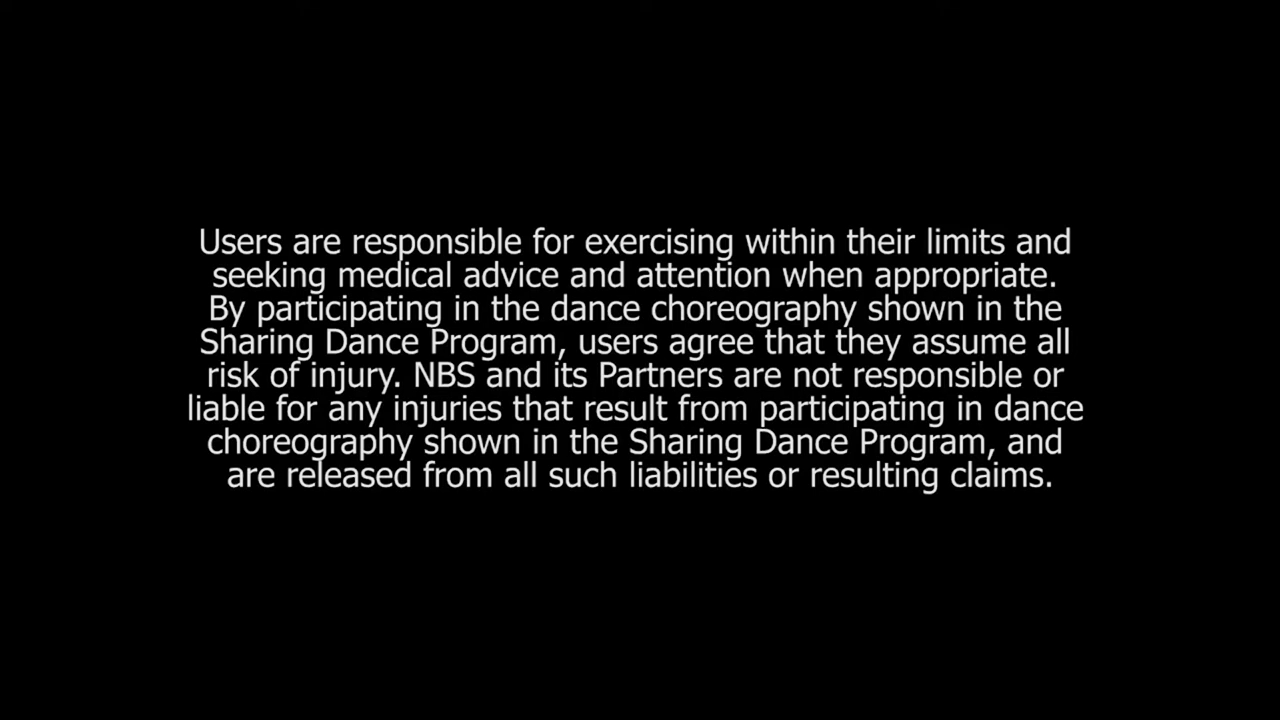 Users are responsible for exercising within their limits and
seeking medical advice and attention when appropriate.
By participating in the dance choreography shown in the
Sharing Dance Program, users agree that they assume all
risk of injury. NBS and its Partners are not responsible or
liable for any injuries that result from participating in dance
choreography shown in the Sharing Dance Program, and
are released from all such liabilities or resulting claims.